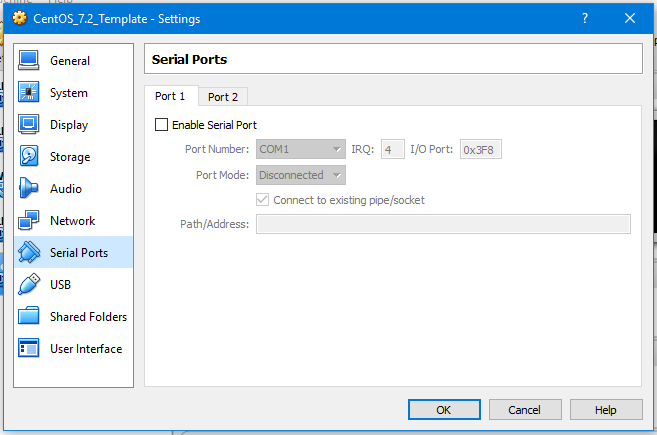 CentOS_7.2_Template - Settings
?
General
System
Display
Storage
Audio
Network
Serial Ports
USB
Shared Folders
User Interface
Serial Ports
Port 1 Port 2
Enable Serial Port
Port Number: COM1 IRQ: 4 I/O Port: 0x3F8
Port Mode: Disconnected
Connect to existing pipe/socket
Path/Address:
OK Cancel Help